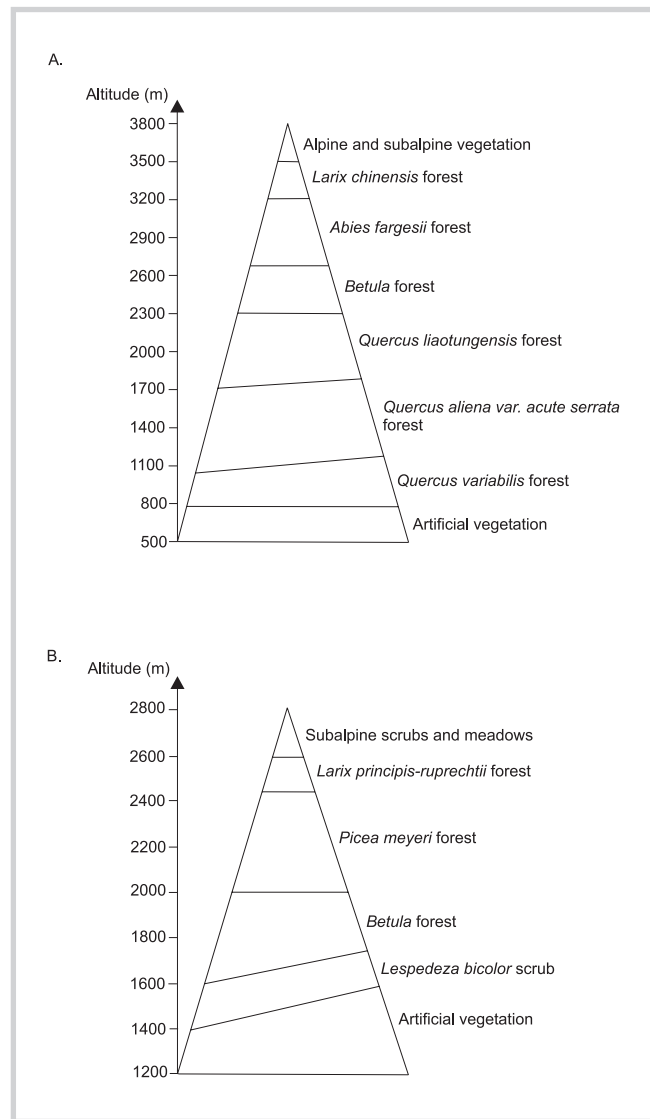 A.
Altitude (m)
3800
3500
3200
2900
2600
2300
2000
1700
1400
1100
800
500
Alpine and subalpine vegetation
Larix chinensis forest
Abies fargesii forest
Betula forest
Quercus liaotungensis forest
Quercus aliena var. acute serrata
forest
Quercus variabilis forest
Artificial vegetation
B.
Altitude (m)
2800
2600
2400
2200
2000
1800
1600
1400
1200
Subalpine scrubs and meadows
Larix principis-ruprechtii forest
Picea meyeri forest
Betula forest
Lespedeza bicolor scrub
Artificial vegetation